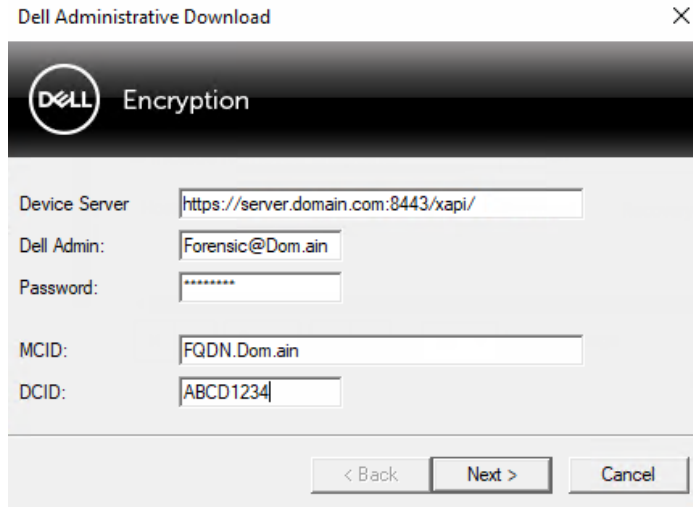 Dell Administrative Download
DELL Encryption
Device Server https://server.domain.com:8443/xapi/
Dell Admin: Forensic@Dom.ain
Password: ********
MCID: FQDN.Dom.ain
DCID: ABCD1234
< Back Next > Cancel